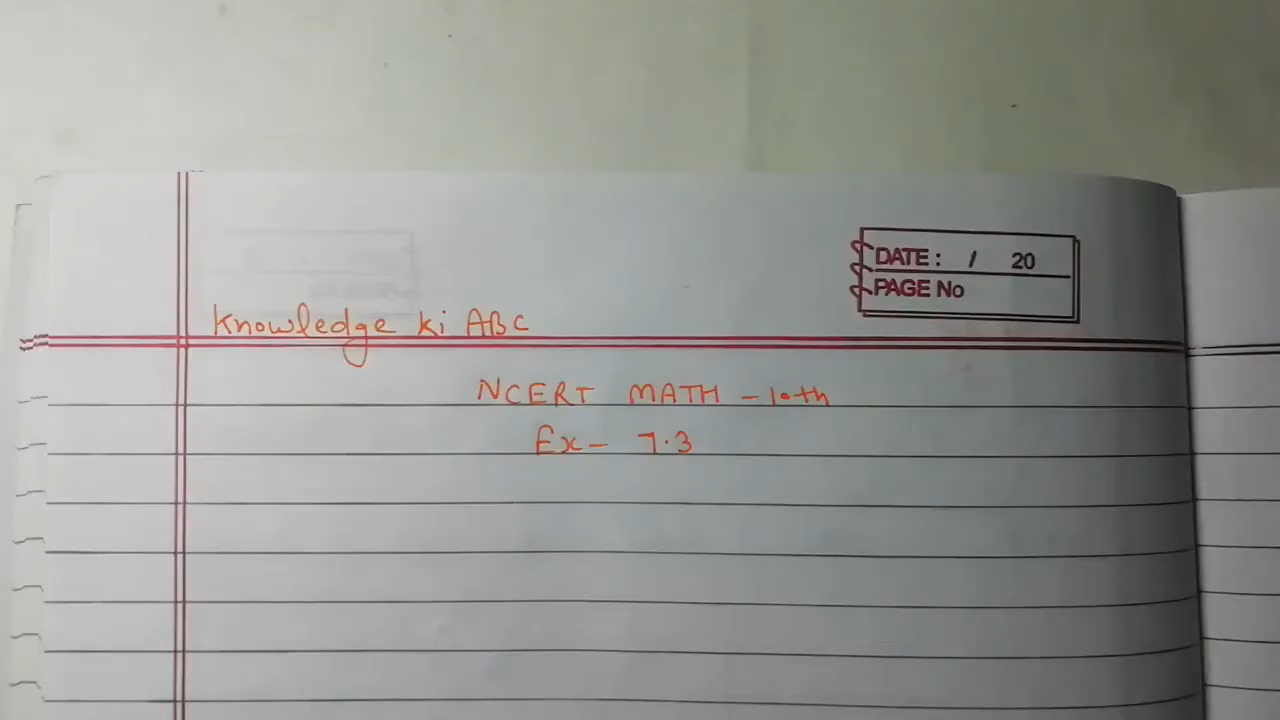 DATE : / 20
PAGE No
Knowledge ki ABC
NCERT MATH - 10th
Ex - 7.3